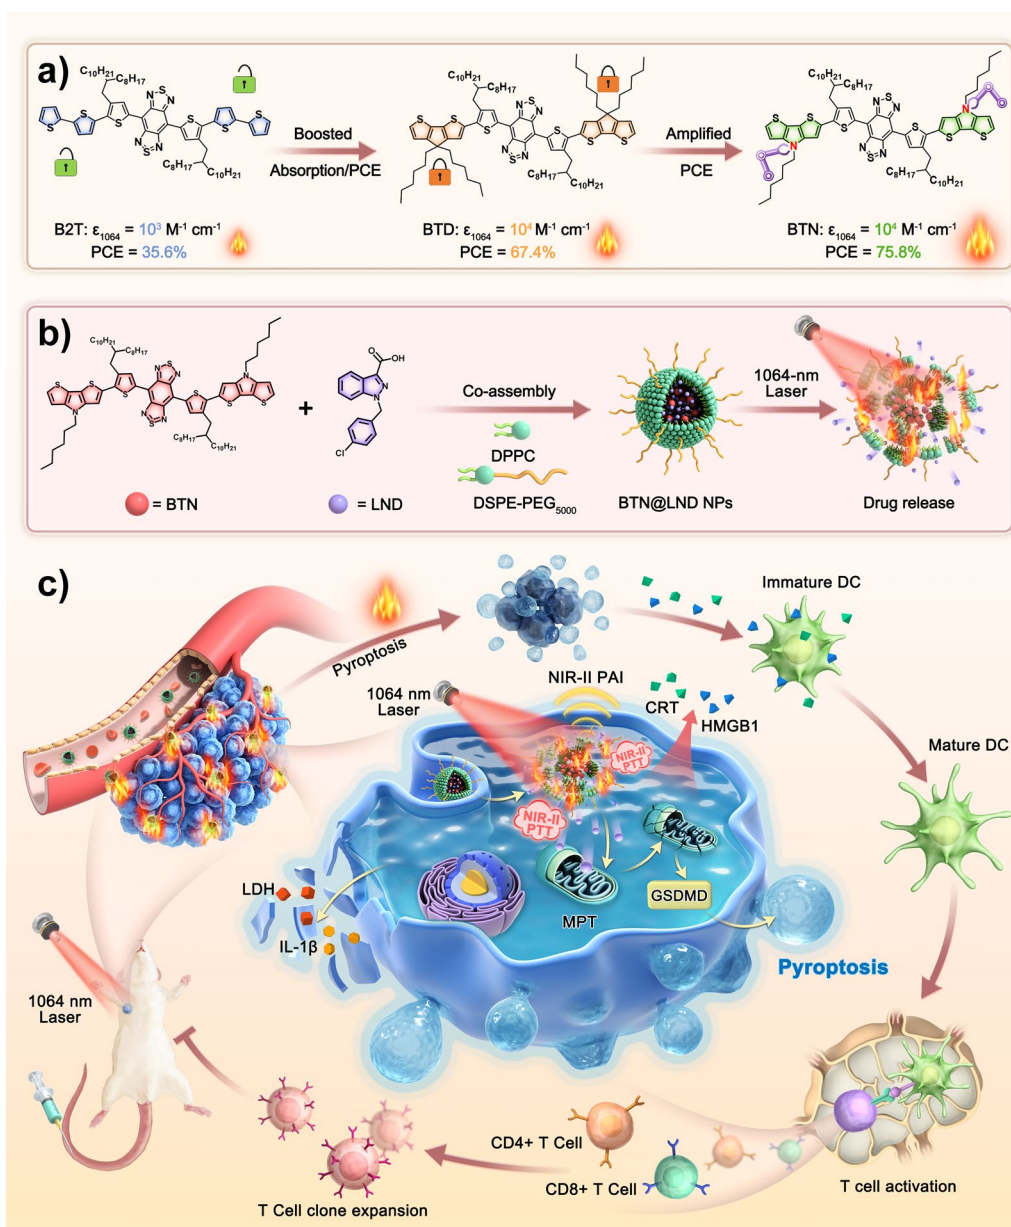 a)
C₁₀H₂₁
C₈H₁₇
S
S
S
N
S
N
N
S
N
S
S
S
C₈H₁₇
C₁₀H₂₁
Boosted
Absorption/PCE
C₁₀H₂₁
C₈H₁₇
S
S
S
N
S
N
N
S
N
S
S
S
C₈H₁₇
C₁₀H₂₁
Amplified
PCE
C₁₀H₂₁
C₈H₁₇
S
S
N
S
N
S
N
N
S
N
S
N
S
S
C₈H₁₇
C₁₀H₂₁
B2T: ε₁₀₆₄ = 10³ M⁻¹ cm⁻¹
PCE = 35.6%
BTD: ε₁₀₆₄ = 10⁴ M⁻¹ cm⁻¹
PCE = 67.4%
BTN: ε₁₀₆₄ = 10⁴ M⁻¹ cm⁻¹
PCE = 75.8%
b)
C₁₀H₂₁
C₈H₁₇
S
S
N
S
N
S
N
N
S
N
S
N
S
S
C₈H₁₇
C₁₀H₂₁
+
O
OH
N
N
Cl
= BTN
= LND
Co-assembly
DPPC
DSPE-PEG₅₀₀₀
BTN@LND NPs
1064-nm
Laser
Drug release
c)
Pyroptosis
Immature DC
1064 nm
Laser
NIR-II PAI
CRT
HMGB1
Mature DC
NIR-II
PTT
NIR-II
PTT
LDH
IL-1β
MPT
GSDMD
Pyroptosis
1064 nm
Laser
CD4+ T Cell
CD8+ T Cell
T Cell clone expansion
T cell activation